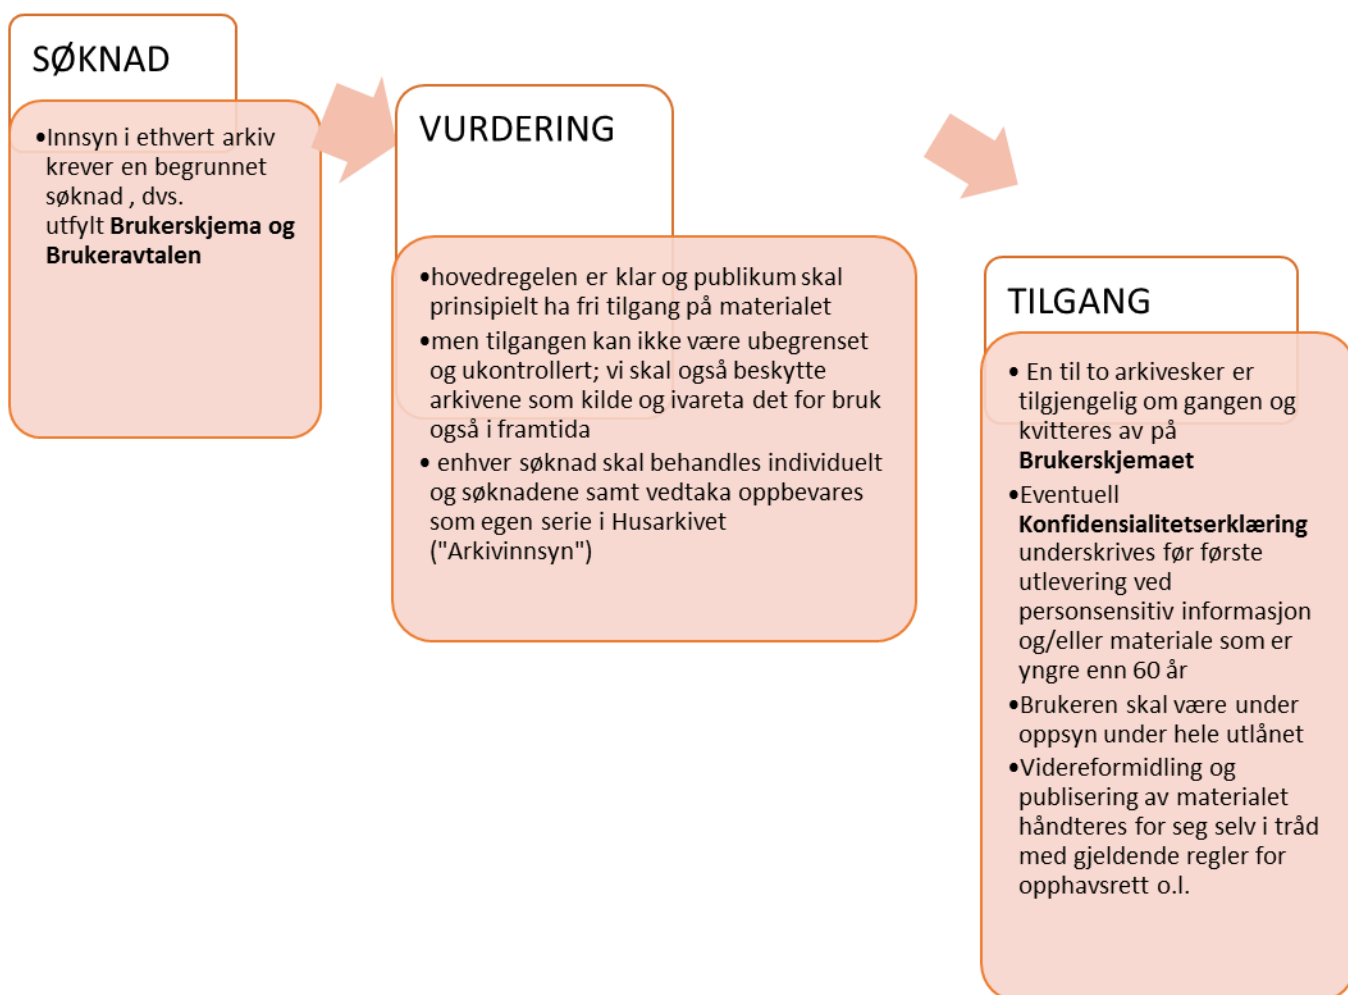 SØKNAD
•Innsyn i ethvert arkiv
krever en begrunnet
søknad , dvs.
utfylt Brukerskjema og
Brukeravtalen
VURDERING
•hovedregelen er klar og publikum skal
prinsipielt ha fri tilgang på materialet
•men tilgangen kan ikke være ubegrenset
og ukontrollert; vi skal også beskytte
arkivene som kilde og ivareta det for bruk
også i framtida
• enhver søknad skal behandles individuelt
og søknadene samt vedtaka oppbevares
som egen serie i Husarkivet
("Arkivinnsyn")
TILGANG
• En til to arkivesker er
tilgjengelig om gangen og
kvitteres av på
Brukerskjemaet
•Eventuell
Konfidensialitetserklæring
underskrives før første
utlevering ved
personsensitiv informasjon
og/eller materiale som er
yngre enn 60 år
•Brukeren skal være under
oppsyn under hele utlånet
•Videreformidling og
publisering av materialet
håndteres for seg selv i tråd
med gjeldende regler for
opphavsrett o.l.